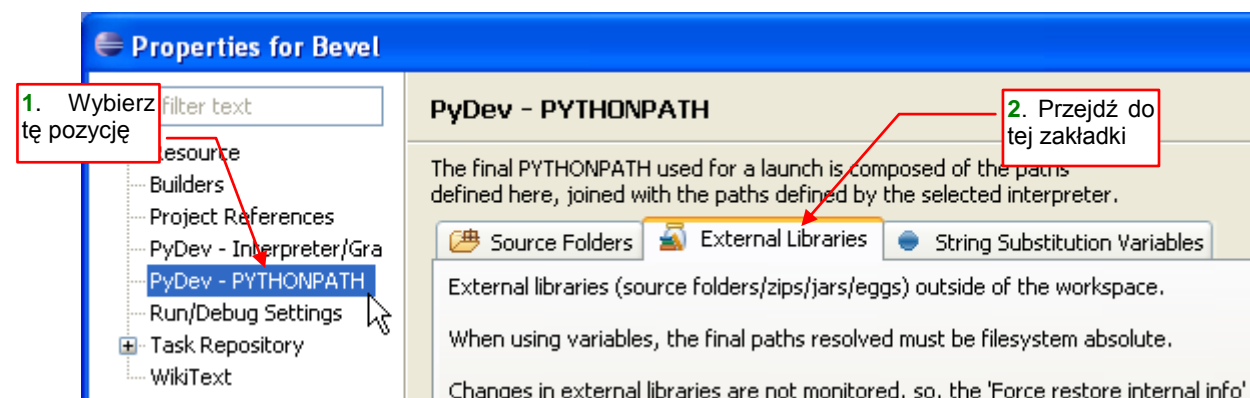 Properties for Bevel
1. Wybierz
tę pozycję
filter text
Resource
Builders
Project References
PyDev - Interpreter/Gra
PyDev - PYTHONPATH
Run/Debug Settings
Task Repository
WikiText
PyDev - PYTHONPATH
2. Przejdź do
tej zakładki
The final PYTHONPATH used for a launch is composed of the paths
defined here, joined with the paths defined by the selected interpreter.
Source Folders
External Libraries
String Substitution Variables
External libraries (source folders/zips/jars/eggs) outside of the workspace.
When using variables, the final paths resolved must be filesystem absolute.
Changes in external libraries are not monitored, so, the 'Force restore internal info'